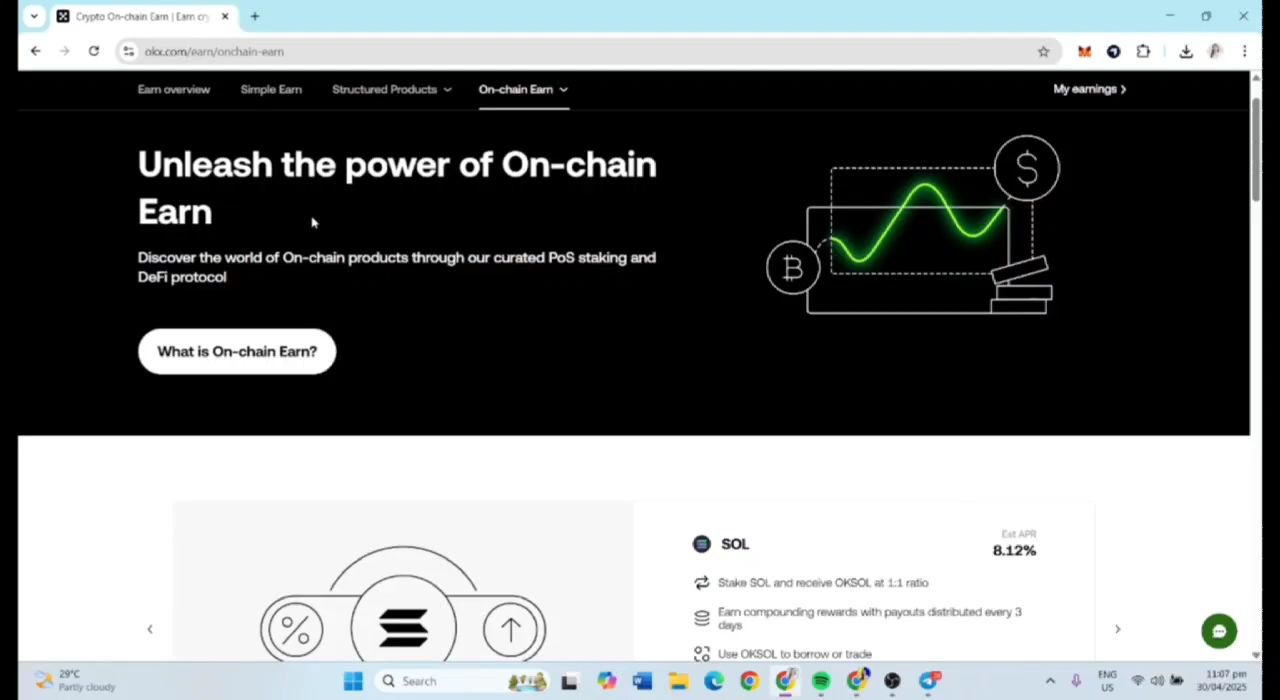 Crypto On-chain Earn | Earn cry
okx.com/earn/onchain-earn
Earn overview
Simple Earn
Structured Products
On-chain Earn
My earnings
Unleash the power of On-chain
Earn
Discover the world of On-chain products through our curated PoS staking and
DeFi protocol
What is On-chain Earn?
SOL
Est APR
8.12%
Stake SOL and receive OKSOL at 1:1 ratio
Earn compounding rewards with payouts distributed every 3
days
Use OKSOL to borrow or trade
29°C
Partly cloudy
Search
ENG
US
11:07 pm
30/04/2025